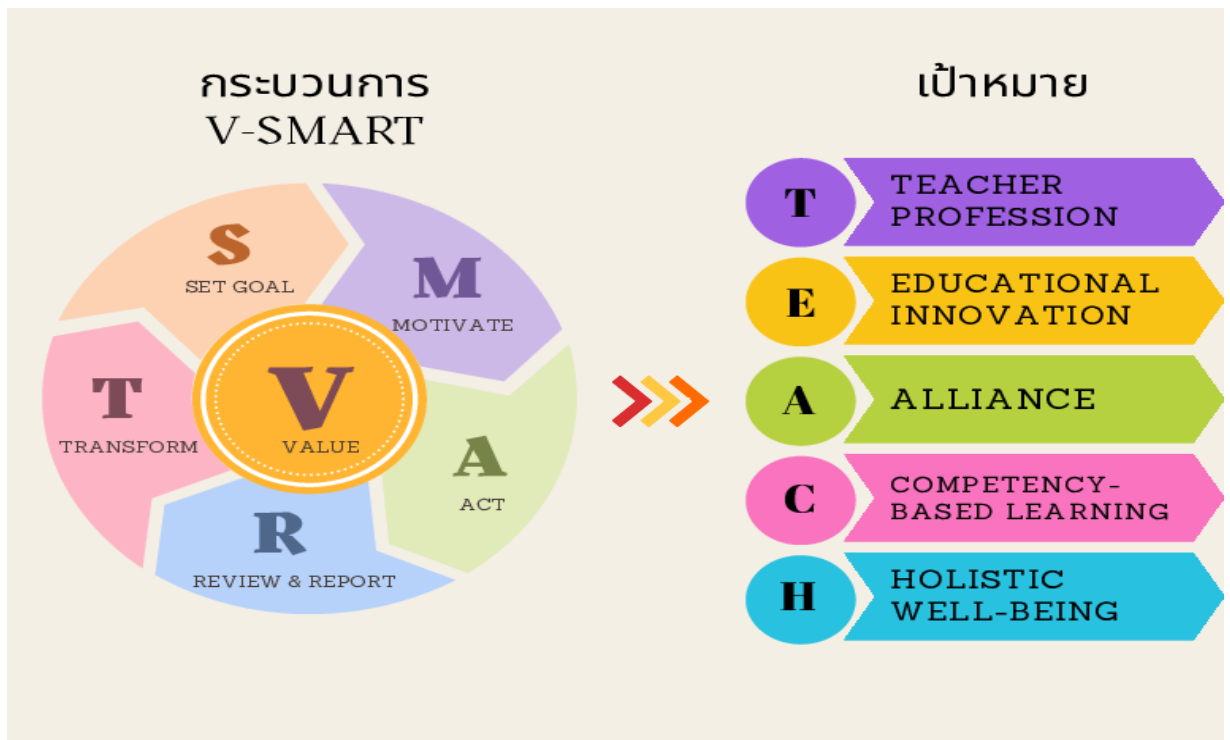 กระบวนการ
V-SMART
S
SET GOAL
M
MOTIVATE
A
ACT
R
REVIEW & REPORT
T
TRANSFORM
V
VALUE
เป้าหมาย
T
TEACHER
PROFESSION
E
EDUCATIONAL
INNOVATION
A
ALLIANCE
C
COMPETENCY-
BASED LEARNING
H
HOLISTIC
WELL-BEING